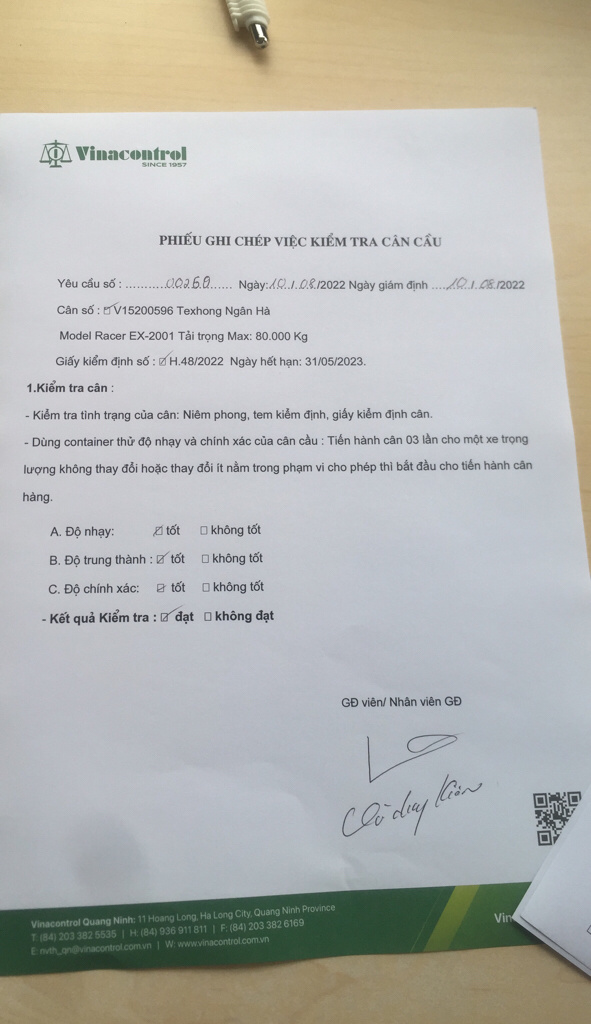 Vinacontrol
SINCE 1957
PHIẾU GHI CHÉP VIỆC KIỂM TRA CÂN CẦU
Yêu cầu số : ...........00268...... Ngày:10./.08/2022 Ngày giám định ....10./.08./2022
Cân số : ☑ V15200596 Texhong Ngân Hà
Model Racer EX-2001 Tải trọng Max: 80.000 Kg
Giấy kiểm định số : ☑ H.48/2022 Ngày hết hạn: 31/05/2023.
1.Kiểm tra cân :
- Kiểm tra tình trạng của cân: Niêm phong, tem kiểm định, giấy kiểm định cân.
- Dùng container thử độ nhạy và chính xác của cân cầu : Tiến hành cân 03 lần cho một xe trọng
lượng không thay đổi hoặc thay đổi ít nằm trong phạm vi cho phép thì bắt đầu cho tiến hành cân
hàng.
A. Độ nhạy: ☑ tốt ☐ không tốt
B. Độ trung thành : ☑ tốt ☐ không tốt
C. Độ chính xác: ☑ tốt ☐ không tốt
- Kết quả Kiểm tra : ☑ đạt ☐ không đạt
GĐ viên/ Nhân viên GĐ
Vinacontrol Quang Ninh: 11 Hoang Long, Ha Long City, Quang Ninh Province
T: (84) 203 382 5535 | H: (84) 936 911 811 | F: (84) 203 382 6169
E: nvth_qn@vinacontrol.com.vn | W: www.vinacontrol.com.vn